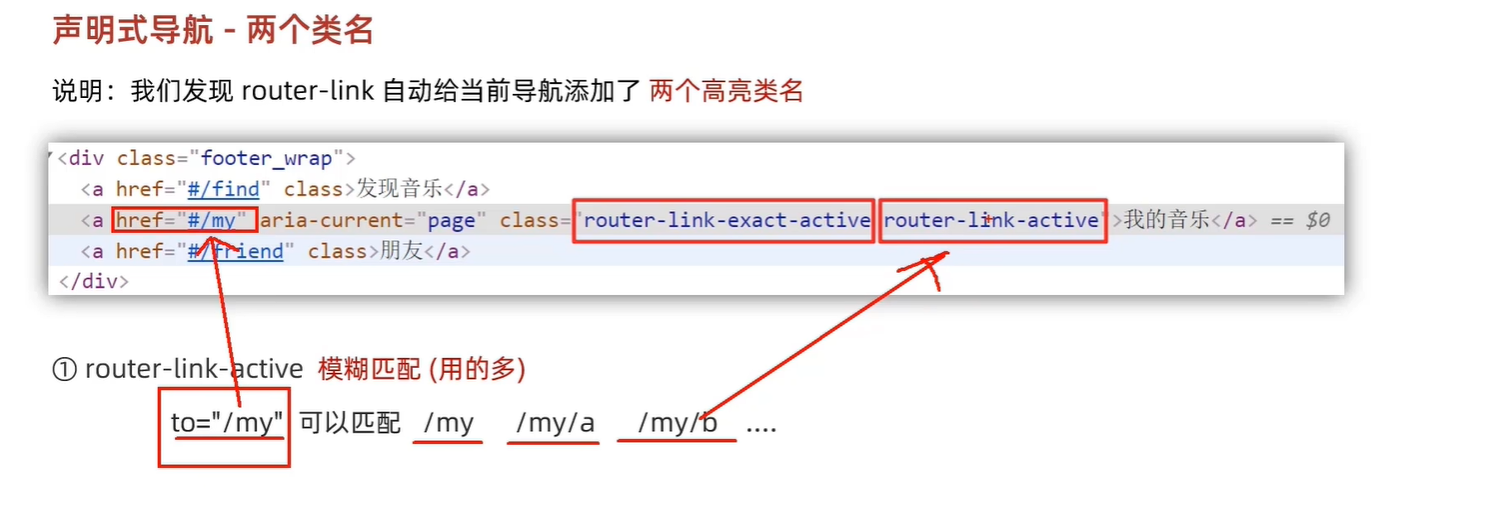 声明式导航 - 两个类名
说明：我们发现 router-link 自动给当前导航添加了 两个高亮类名
<div class="footer_wrap">
<a href="#/find" class>发现音乐</a>
<a href="#/my" aria-current="page" class="router-link-exact-active router-link-active">我的音乐</a> == $0
<a href="#/friend" class>朋友</a>
</div>
① router-link-active 模糊匹配 (用的多)
to="/my" 可以匹配 /my /my/a /my/b ....